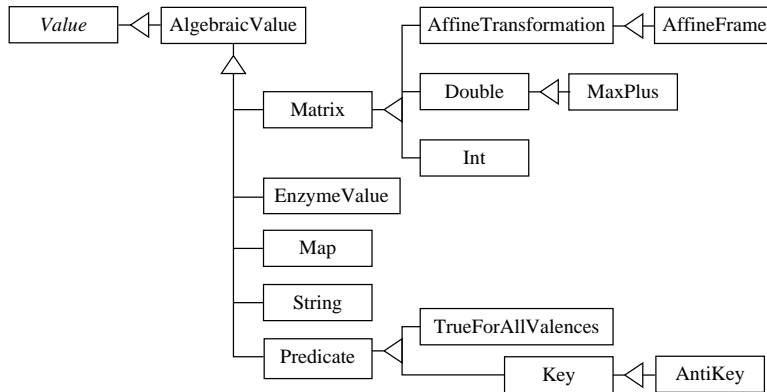 Value
AlgebraicValue
AffineTransformation
AffineFrame
Matrix
Double
MaxPlus
Int
EnzymeValue
Map
String
TrueForAllValences
Predicate
Key
AntiKey